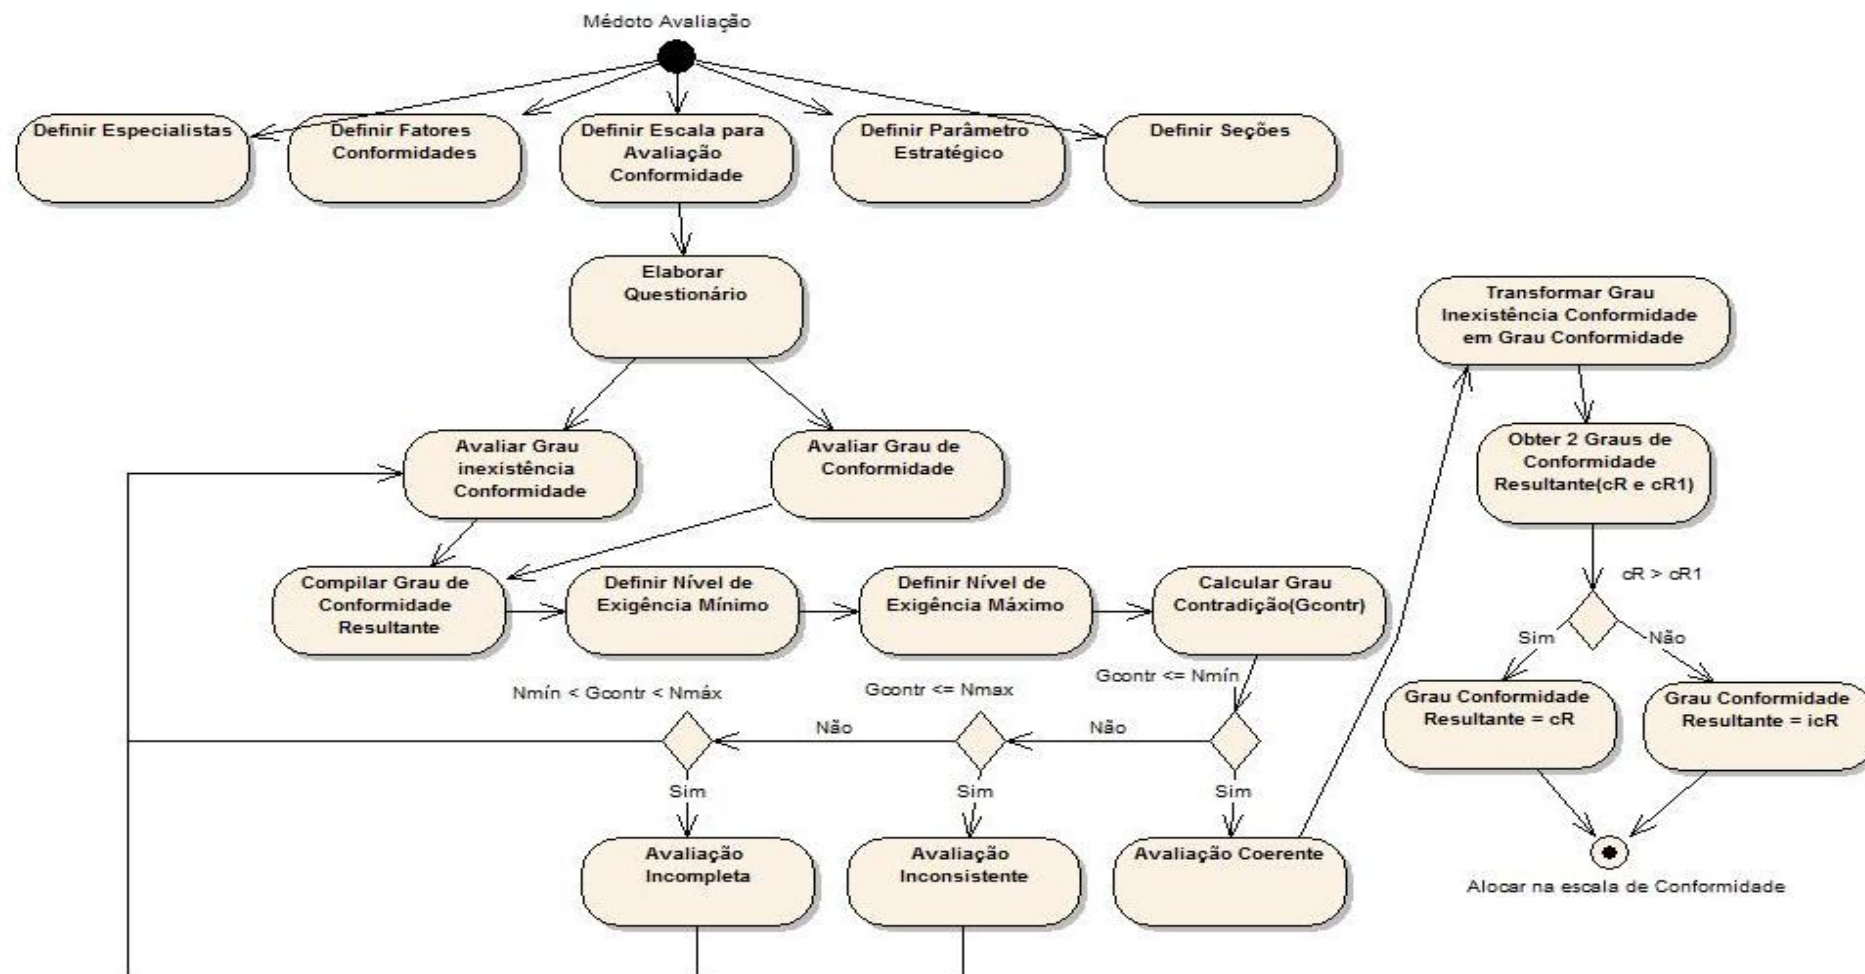 Médoto Avaliação
Definir Especialistas
Definir Fatores
Conformidades
Definir Escala para
Avaliação
Conformidade
Definir Parâmetro
Estratégico
Definir Seções
Elaborar
Questionário
Transformar Grau
Inexistência Conformidade
em Grau Conformidade
Avaliar Grau
inexistência
Conformidade
Avaliar Grau de
Conformidade
Obter 2 Graus de
Conformidade
Resultante(cR e cR1)
Compilar Grau de
Conformidade
Resultante
Definir Nível de
Exigência Mínimo
Definir Nível de
Exigência Máximo
Calcular Grau
Contradição(Gcontr)
cR > cR1
Sim
Não
Nmín < Gcontr < Nmáx
Gcontr <= Nmax
Gcontr <= Nmín
Grau Conformidade
Resultante = cR
Grau Conformidade
Resultante = icR
Não
Não
Sim
Sim
Sim
Avaliação
Incompleta
Avaliação
Inconsistente
Avaliação Coerente
Alocar na escala de Conformidade